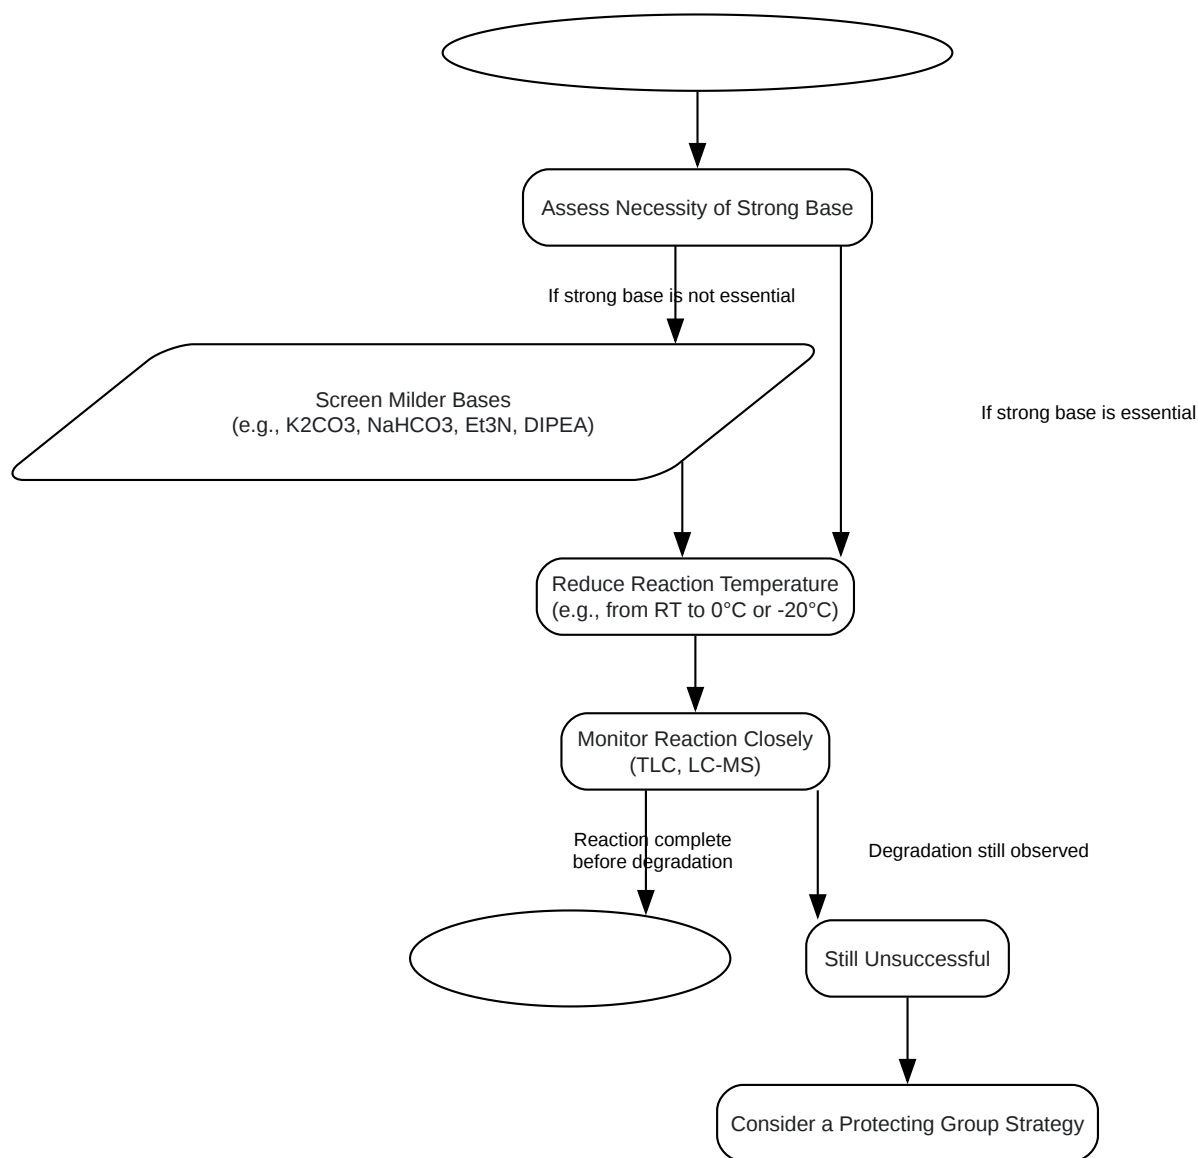 Assess Necessity of Strong Base
If strong base is not essential
Screen Milder Bases
(e.g., K2CO3, NaHCO3, Et3N, DIPEA)
If strong base is essential
Reduce Reaction Temperature
(e.g., from RT to 0°C or -20°C)
Monitor Reaction Closely
(TLC, LC-MS)
Reaction complete
before degradation
Degradation still observed
Still Unsuccessful
Consider a Protecting Group Strategy